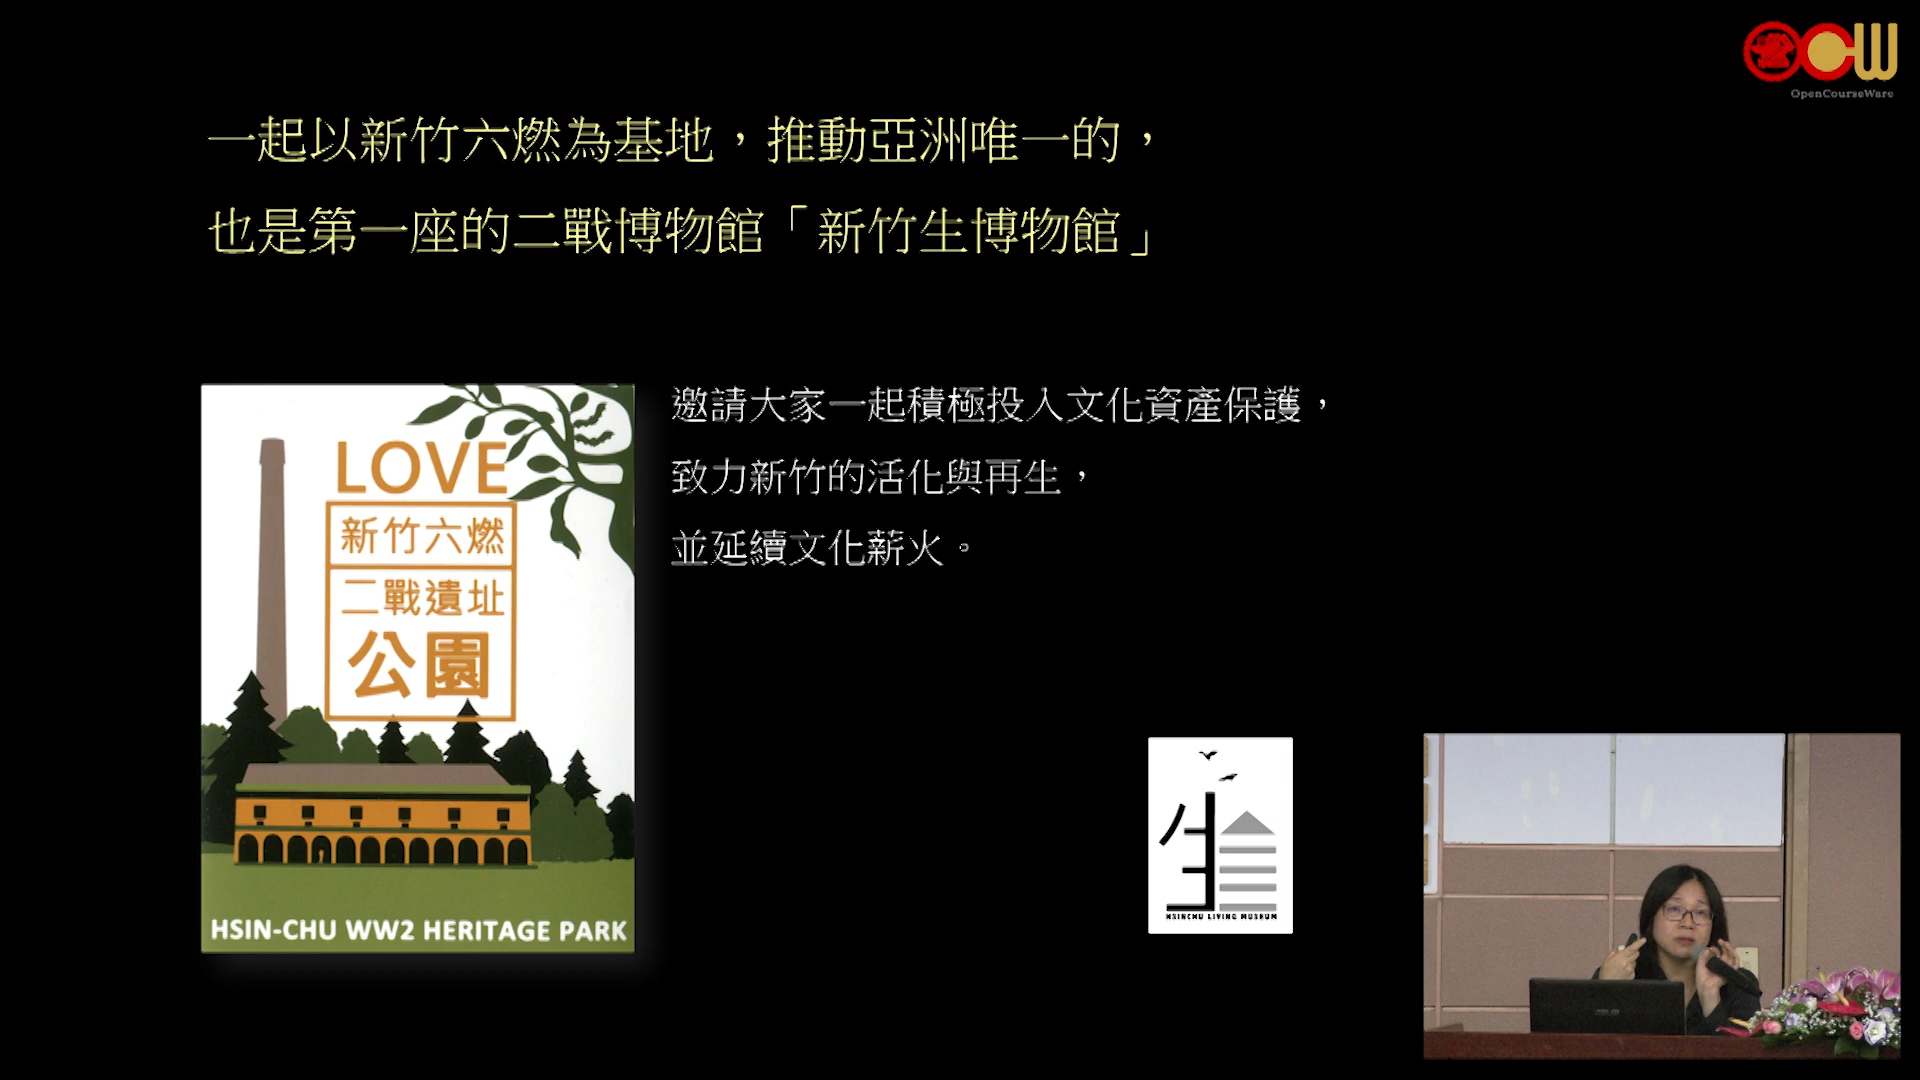 OpenCourseWare
一起以新竹六燃為基地，推動亞洲唯一的，
也是第一座的二戰博物館「新竹生博物館」
邀請大家一起積極投入文化資產保護，
致力新竹的活化與再生，
並延續文化薪火。
LOVE
新竹六燃
二戰遺址
公園
HSIN-CHU WW2 HERITAGE PARK
生
HSINCHU LIVING MUSEUM